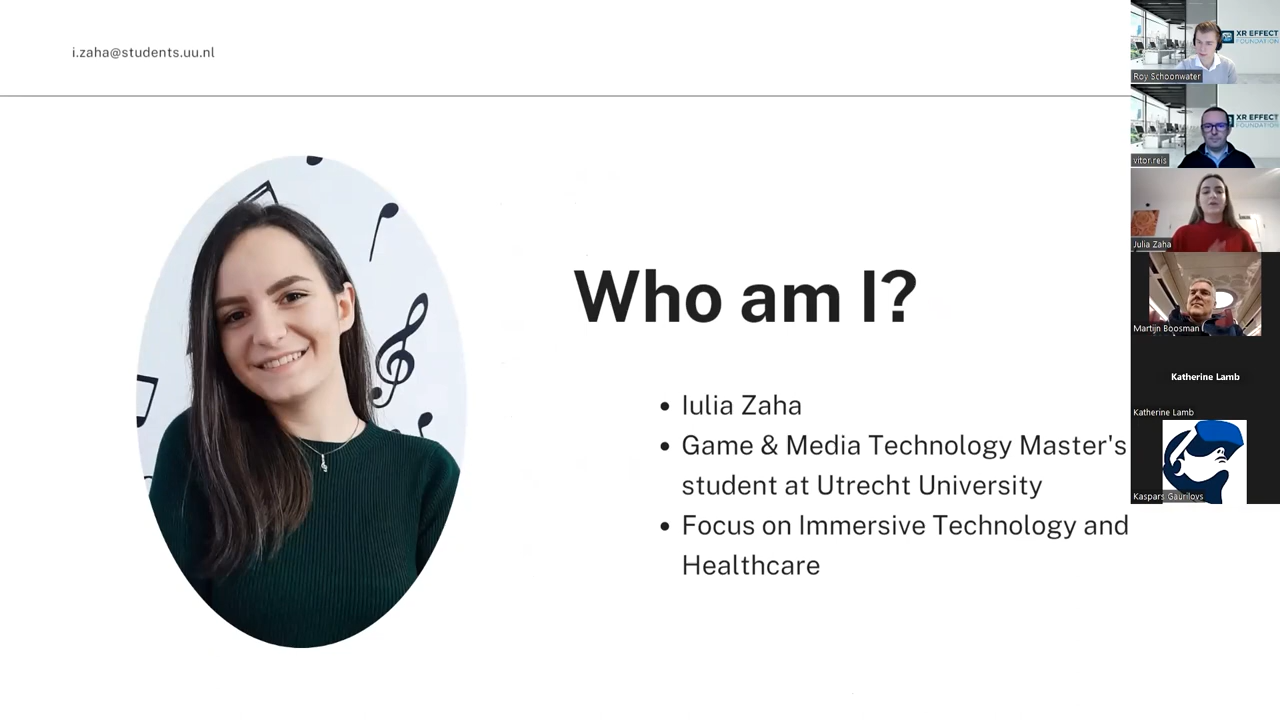 i.zaha@students.uu.nl
Who am I?
• Iulia Zaha
• Game & Media Technology Master's
student at Utrecht University
• Focus on Immersive Technology and
Healthcare
XR EFFECT
FOUNDATION
Roy Schoonwater
XR EFFECT
FOUNDATION
vitor.reis
Julia Zaha
Martijn Boosman
Katherine Lamb
Katherine Lamb
Kaspars Gaurilovs